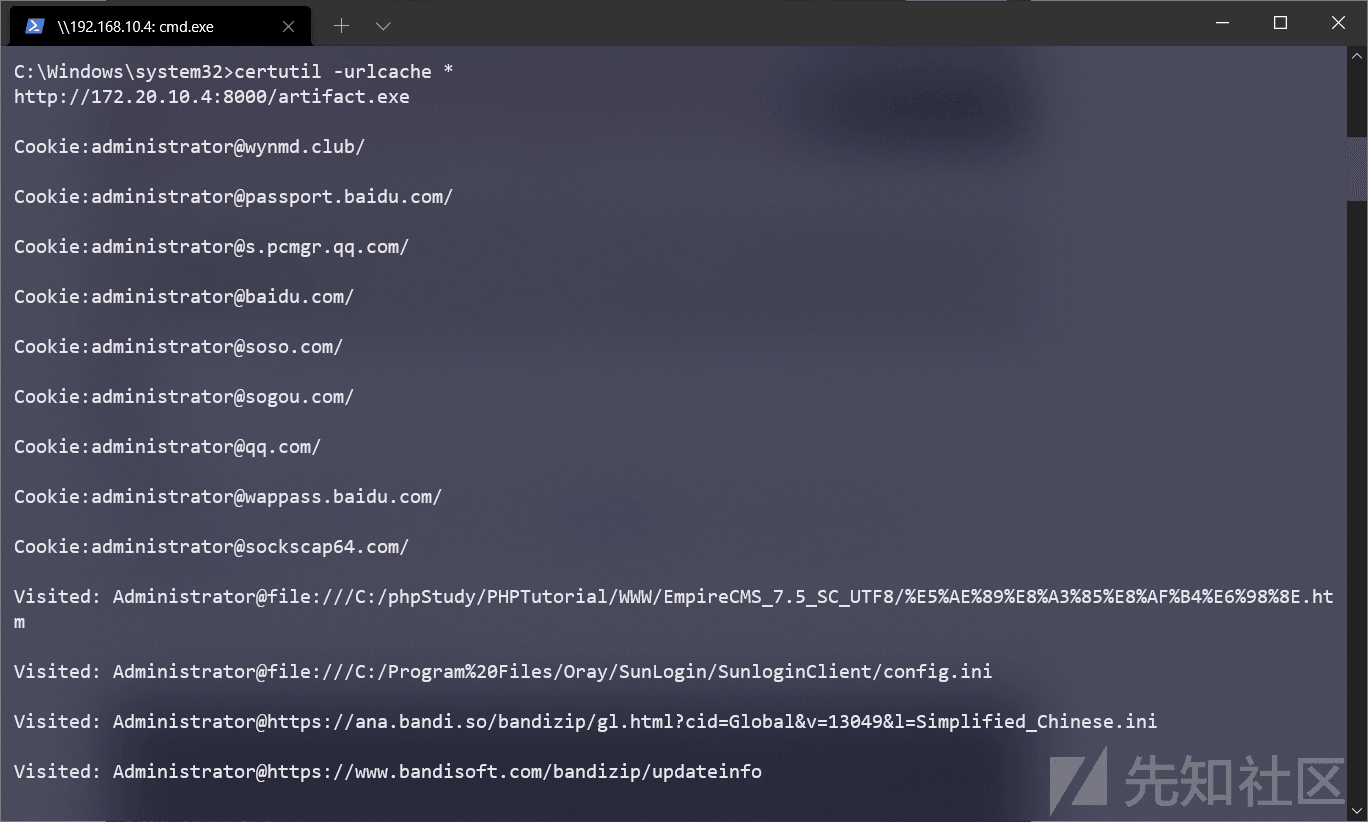 \\192.168.10.4: cmd.exe
C:\Windows\system32>certutil -urlcache *
http://172.20.10.4:8000/artifact.exe
Cookie:administrator@wynmd.club/
Cookie:administrator@passport.baidu.com/
Cookie:administrator@s.pcmgr.qq.com/
Cookie:administrator@baidu.com/
Cookie:administrator@soso.com/
Cookie:administrator@sogou.com/
Cookie:administrator@qq.com/
Cookie:administrator@wappass.baidu.com/
Cookie:administrator@sockscap64.com/
Visited: Administrator@file:///C:/phpStudy/PHPTutorial/WWW/EmpireCMS_7.5_SC_UTF8/%E5%AE%89%E8%A3%85%E8%AF%B4%E6%98%8E.ht
m
Visited: Administrator@file:///C:/Program%20Files/Oray/SunLogin/SunloginClient/config.ini
Visited: Administrator@https://ana.bandi.so/bandizip/gl.html?cid=Global&v=13049&l=Simplified_Chinese.ini
Visited: Administrator@https://www.bandisoft.com/bandizip/updateinfo
先知社区